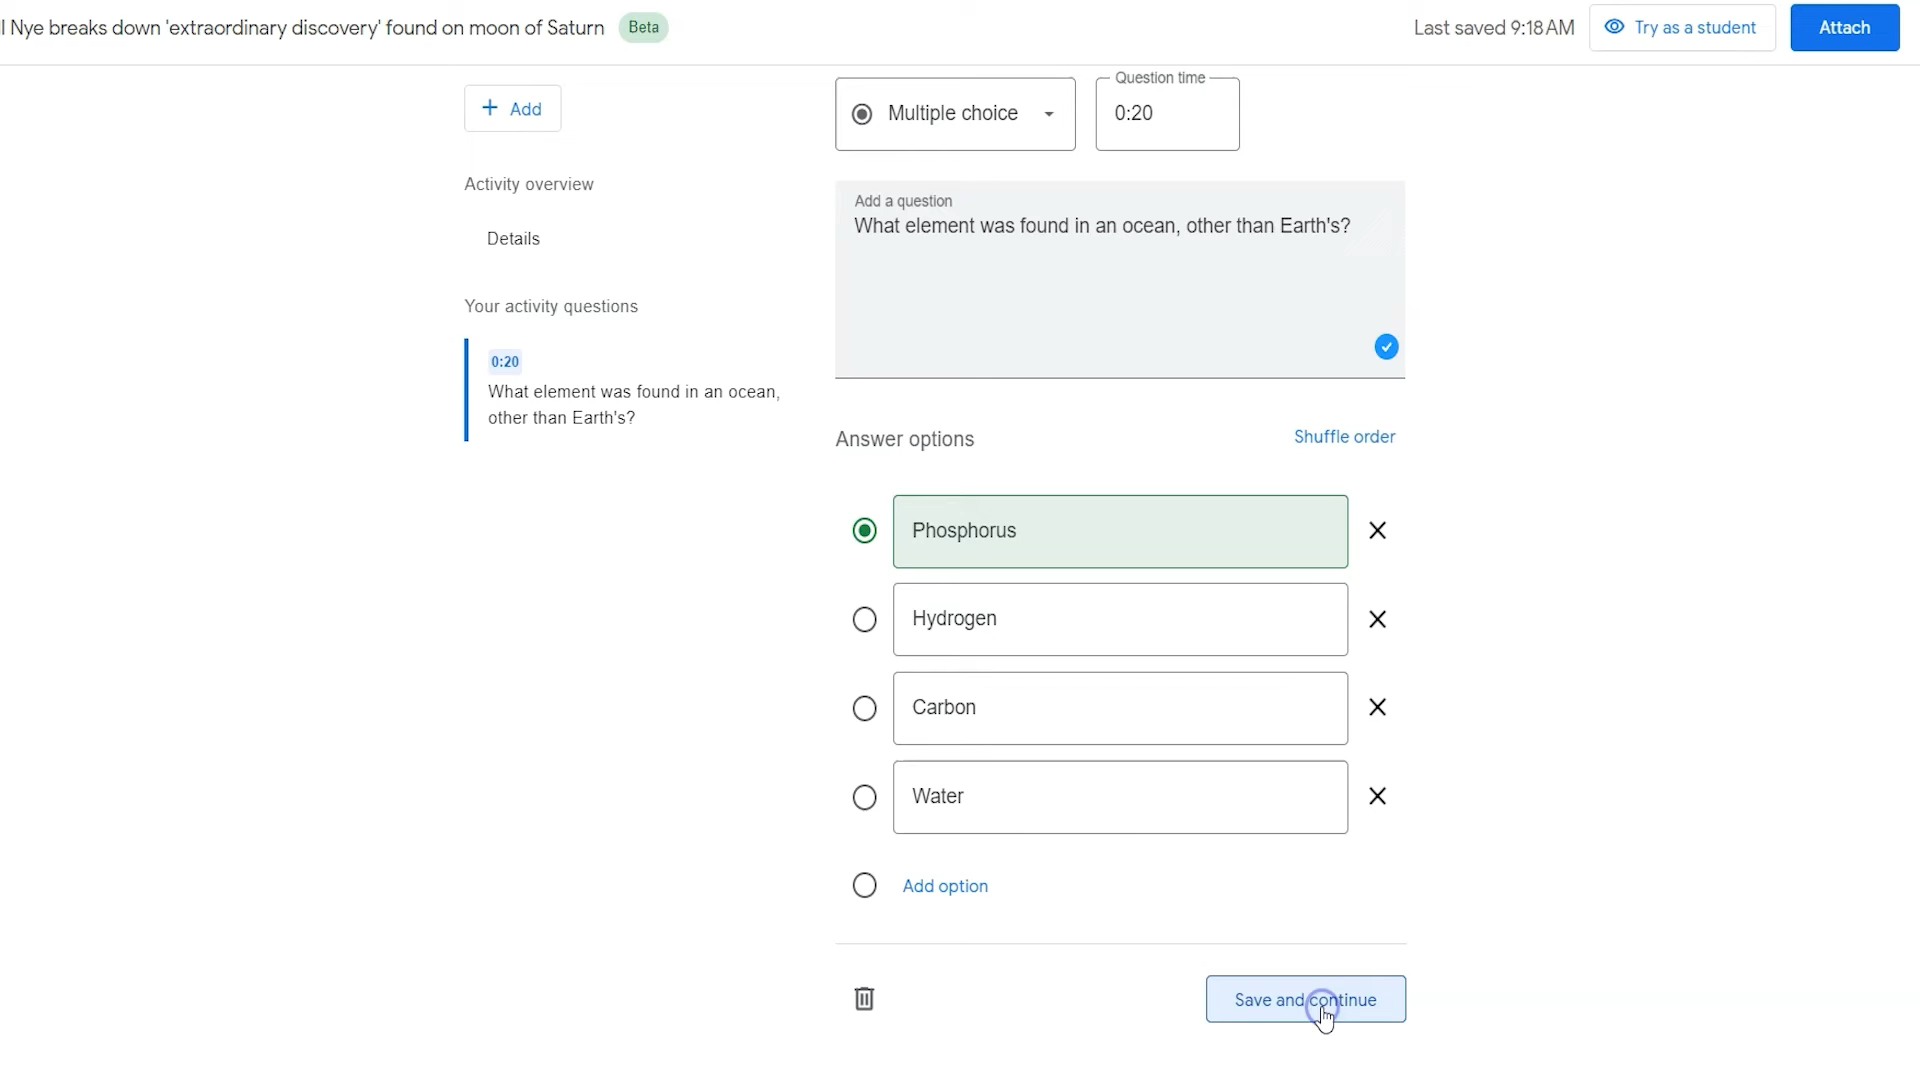 l Nye breaks down 'extraordinary discovery' found on moon of Saturn
Beta
Last saved 9:18 AM
Try as a student
Attach
+ Add
Activity overview
Details
Your activity questions
0:20
What element was found in an ocean,
other than Earth's?
Multiple choice
Question time
0:20
Add a question
What element was found in an ocean, other than Earth's?
Answer options
Shuffle order
Phosphorus
Hydrogen
Carbon
Water
Add option
Save and continue